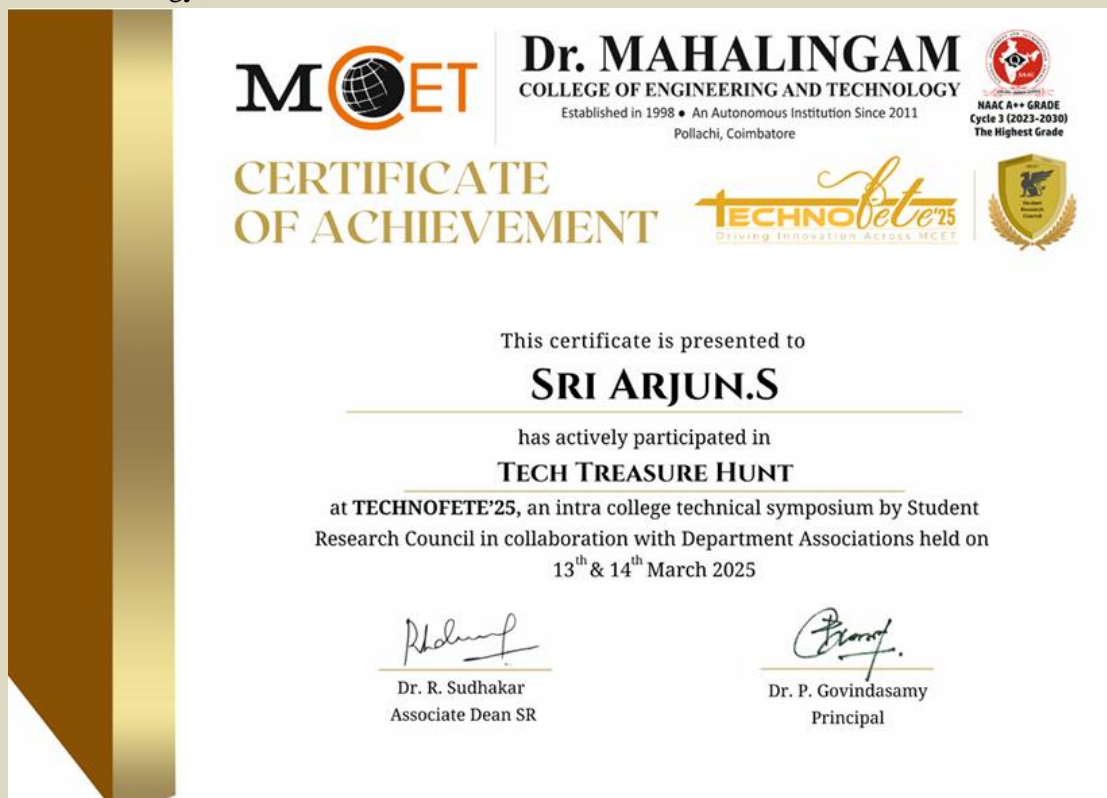 MCET
Dr. MAHALINGAM
COLLEGE OF ENGINEERING AND TECHNOLOGY
Established in 1998 ● An Autonomous Institution Since 2011
Pollachi, Coimbatore
NAAC
NAAC A++ GRADE
Cycle 3 (2023-2030)
The Highest Grade
CERTIFICATE
OF ACHIEVEMENT
TECHNOfete'25
Driving Innovation Across MCET
Student
Research
Council
This certificate is presented to
SRI ARJUN.S
has actively participated in
TECH TREASURE HUNT
at TECHNOFETE’25, an intra college technical symposium by Student
Research Council in collaboration with Department Associations held on
13th & 14th March 2025
Dr. R. Sudhakar
Associate Dean SR
Dr. P. Govindasamy
Principal